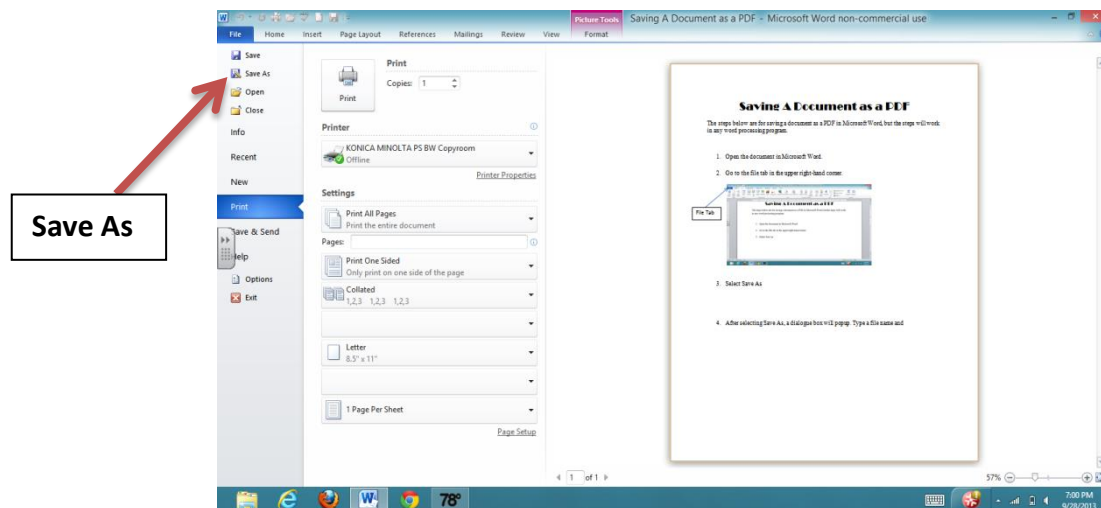 Picture Tools
Saving A Document as a PDF - Microsoft Word non-commercial use
File Home Insert Page Layout References Mailings Review View Format
Save
Save As
Open
Close
Info
Recent
New
Print
Save & Send
Help
Options
Exit
Save As
Print
Print
Copies: 1
Printer
KONICA MINOLTA PS BW Copyroom
Offline
Printer Properties
Settings
Print All Pages
Print the entire document
Pages:
Print One Sided
Only print on one side of the page
Collated
1,2,3 1,2,3 1,2,3
Letter
8.5" x 11"
1 Page Per Sheet
Page Setup
Saving A Document as a PDF
The steps below are for saving a document as a PDF in Microsoft Word, but the steps will work
in any word processing program.
1. Open the document in Microsoft Word.
2. Go to the file tab in the upper right-hand corner.
File Tab
Saving A Document as a PDF
3. Select Save As
4. After selecting Save As, a dialogue box will popup. Type a file name and
1 of 1
57%
78°
7:00 PM
9/28/2013